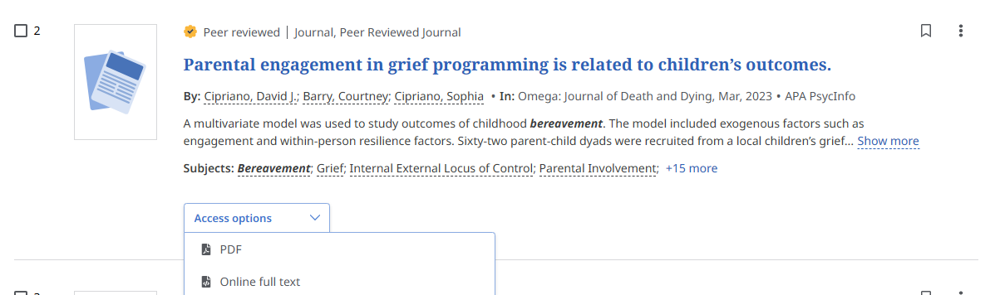 2
Peer reviewed | Journal, Peer Reviewed Journal
Parental engagement in grief programming is related to children’s outcomes.
By: Cipriano, David J.; Barry, Courtney; Cipriano, Sophia • In: Omega: Journal of Death and Dying, Mar, 2023 • APA PsycInfo
A multivariate model was used to study outcomes of childhood bereavement. The model included exogenous factors such as
engagement and within-person resilience factors. Sixty-two parent-child dyads were recruited from a local children’s grief... Show more
Subjects: Bereavement; Grief; Internal External Locus of Control; Parental Involvement; +15 more
Access options
PDF
Online full text